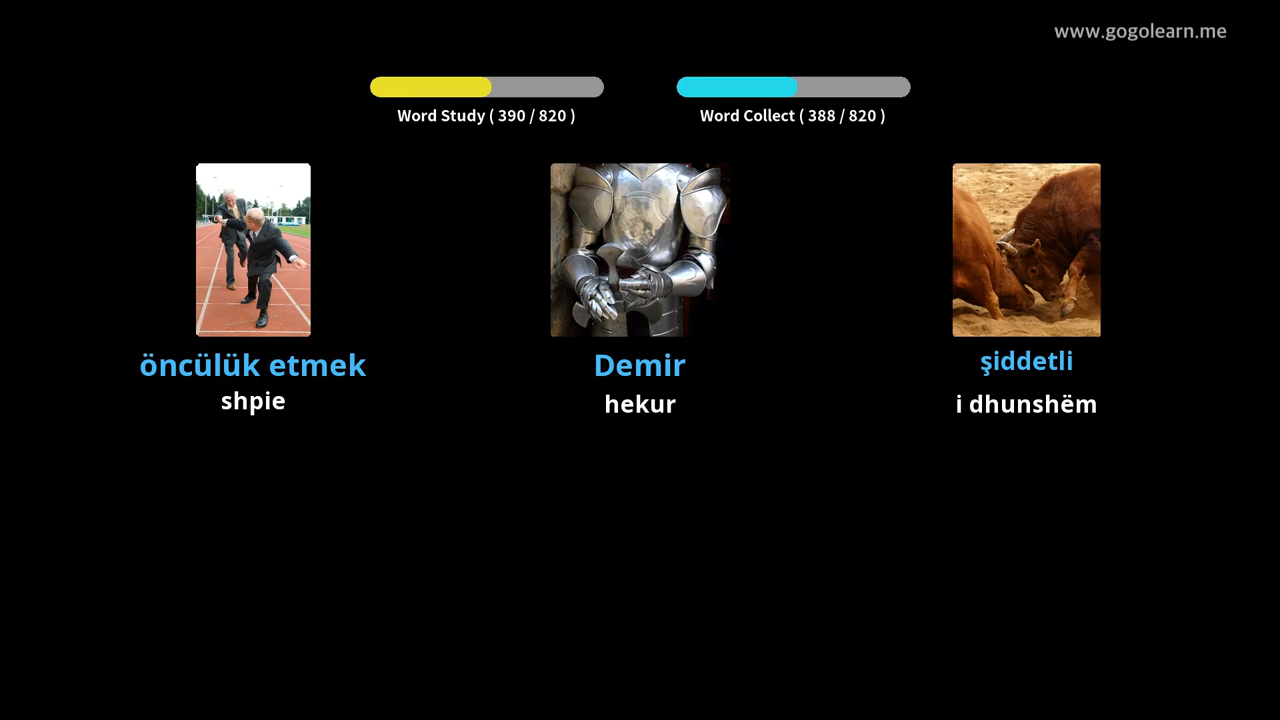 www.gogolearn.me
Word Study ( 390 / 820 )
Word Collect ( 388 / 820 )
öncülük etmek
shpie
Demir
hekur
şiddetli
i dhunshëm